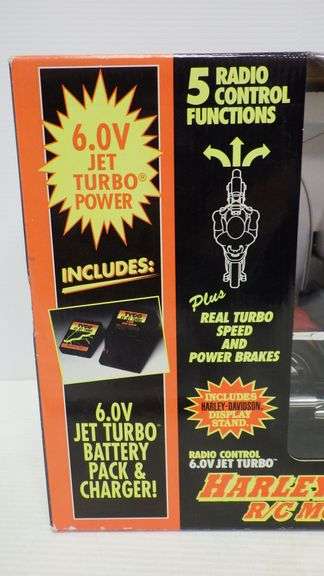 6.0V
JET
TURBO®
POWER
INCLUDES:
6.0V
JET TURBO™
BATTERY
PACK &
CHARGER!
5 RADIO
CONTROL
FUNCTIONS
Plus
REAL TURBO
SPEED
AND
POWER BRAKES
INCLUDES
HARLEY-DAVIDSON
DISPLAY
STAND.
RADIO CONTROL
6.0V JET TURBO™
HARLEY
R/C M